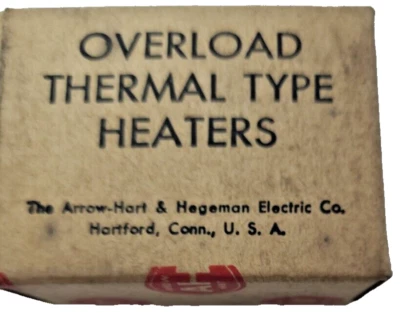 OVERLOAD
THERMAL TYPE
HEATERS
The Arrow-Hart & Hegeman Electric Co.
Hartford, Conn., U. S. A.